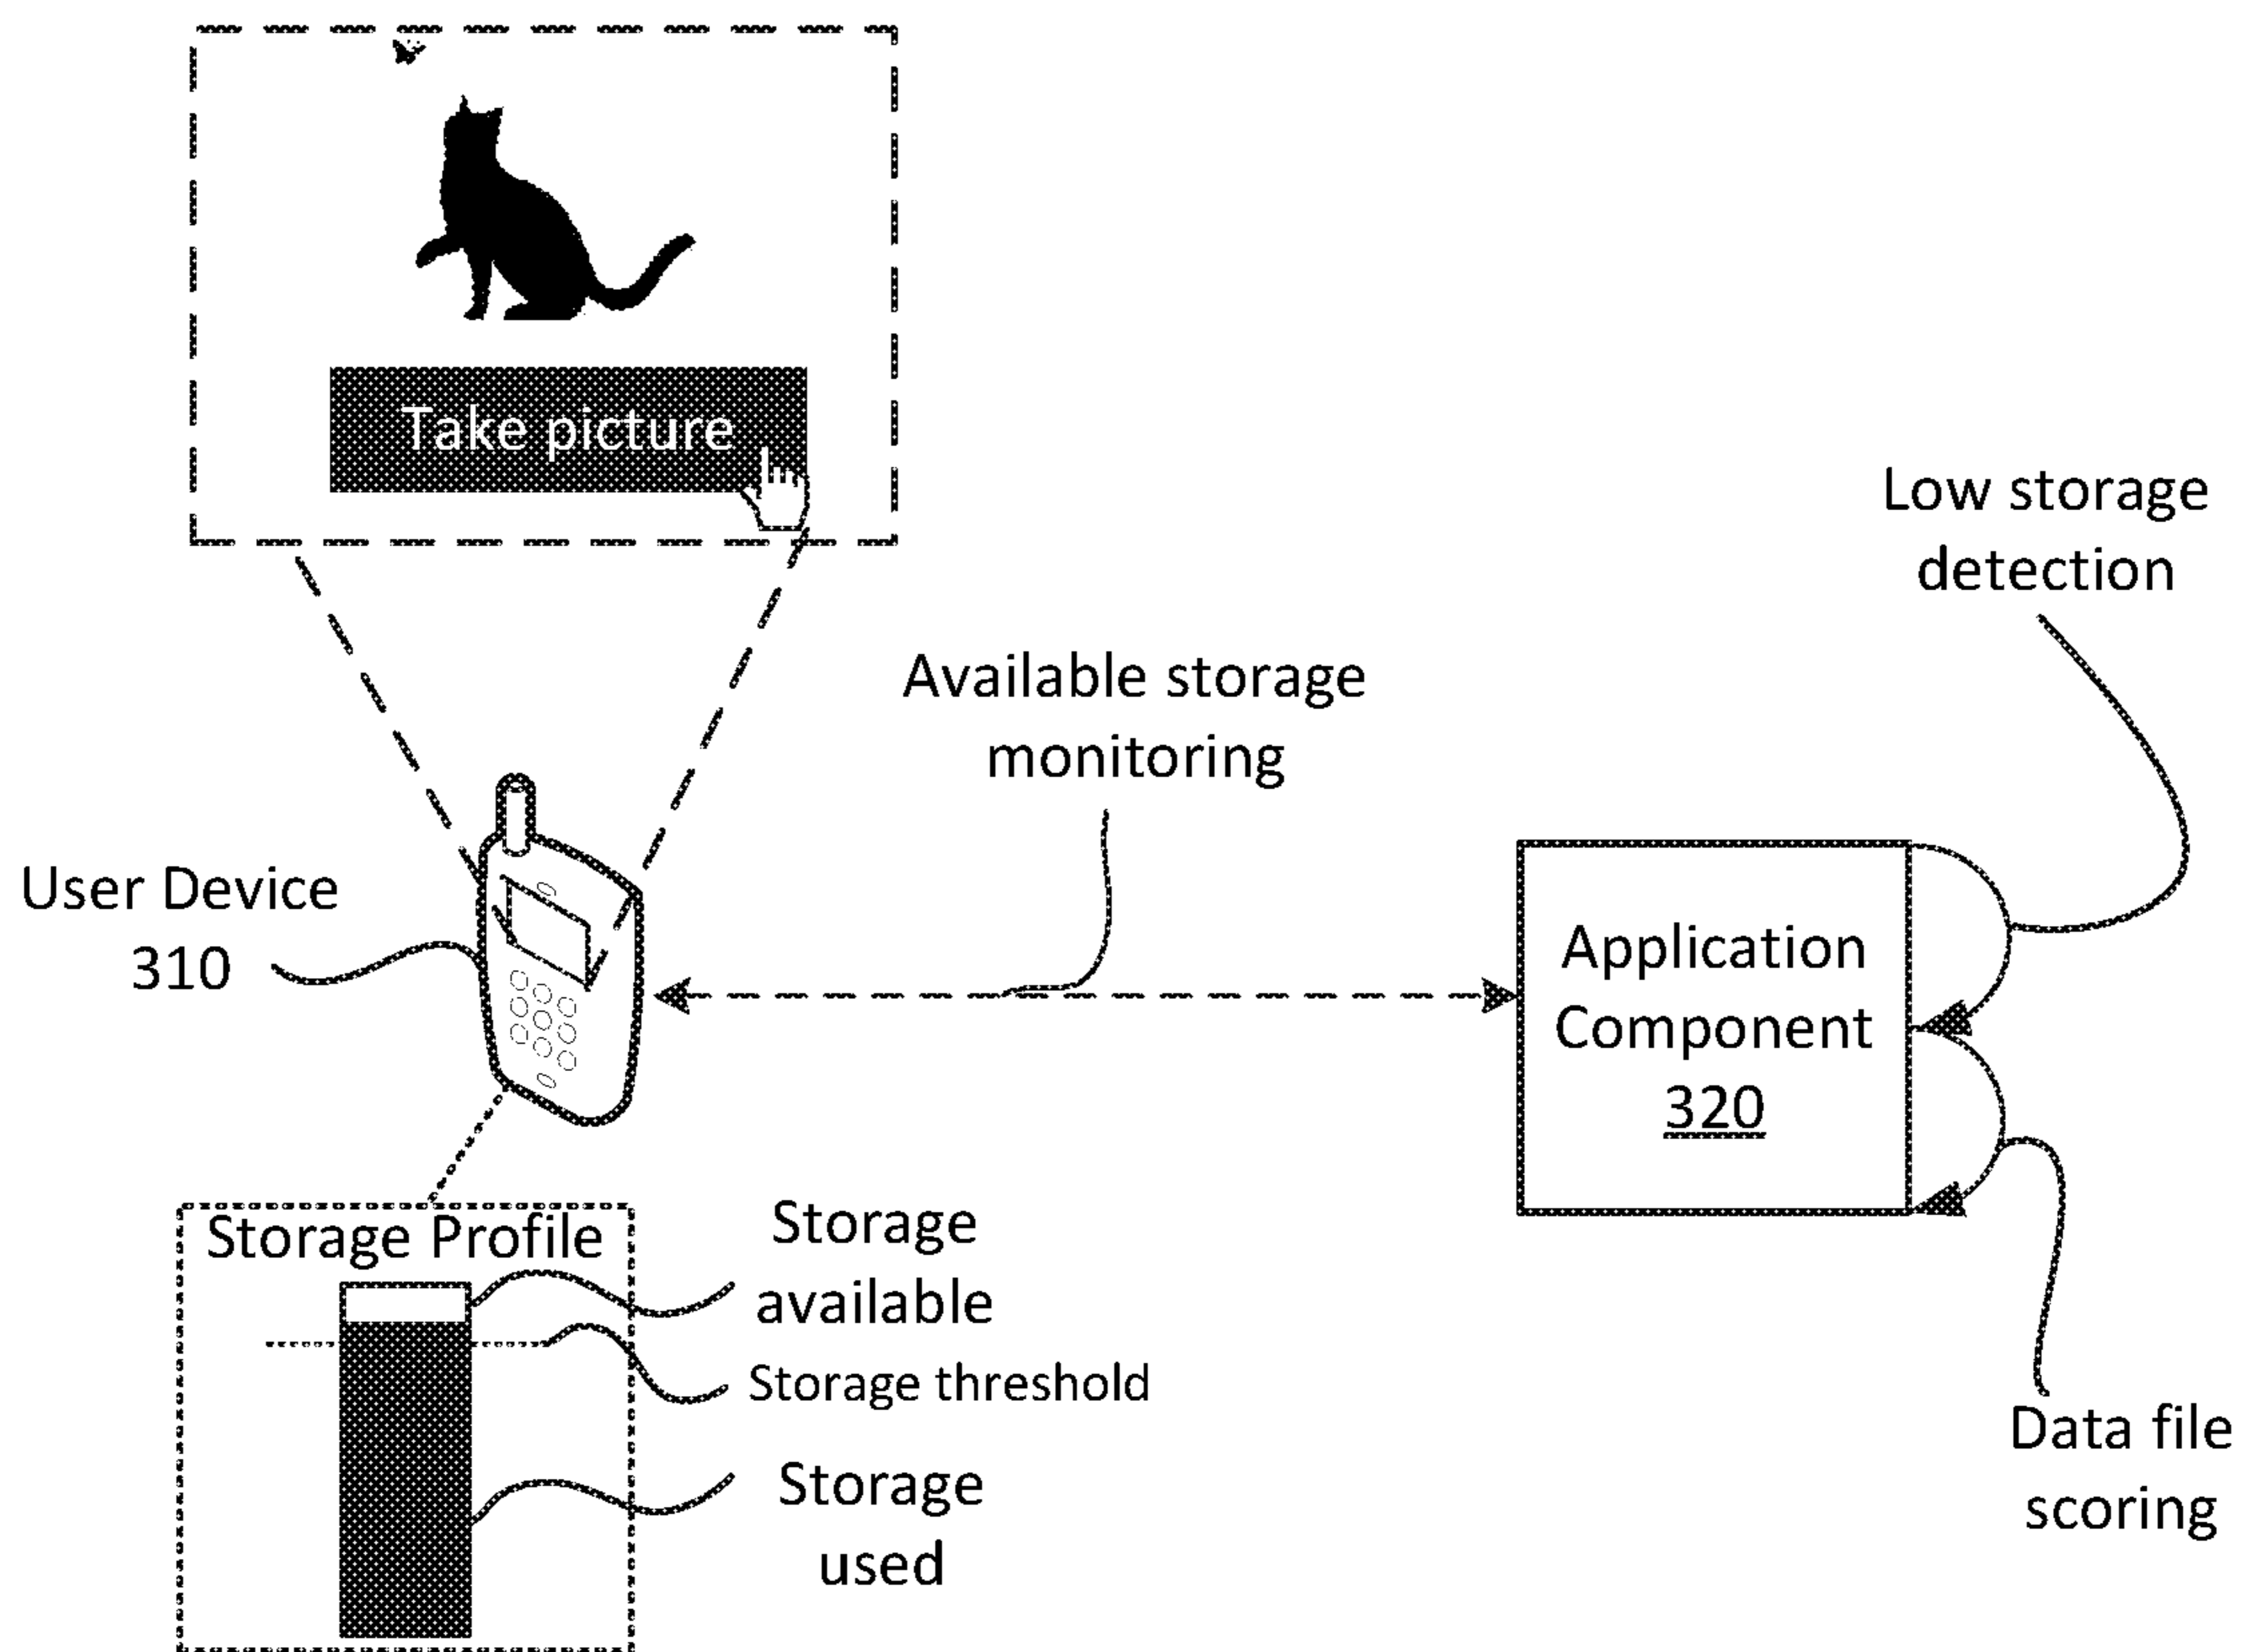 Take picture
Low storage
detection
Available storage
monitoring
User Device
310
Application
Component
320
Storage Profile
Storage
available
Storage threshold
Storage
used
Data file
scoring